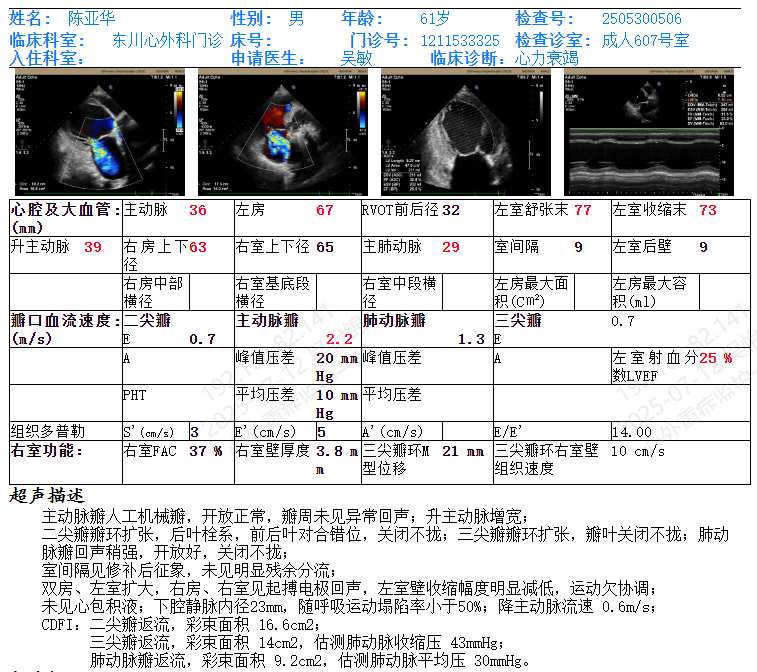 姓名： 陈亚华 性别： 男 年龄： 61岁 检查号： 2505300506
临床科室： 东川心外科门诊 床号： 门诊号：1211533325 检查诊室：成人607号室
入住科室： 申请医生： 吴敏 临床诊断：心力衰竭
心腔及大血管：(mm) 主动脉 36 左房 67 RVOT前后径 32 左室舒张末 77 左室收缩末 73
升主动脉 39 右房上下径 63 右室上下径 65 主肺动脉 29 室间隔 9 左室后壁 9
右房中部横径 右室基底段横径 右室中段横径 左房最大面积(Cm²) 左房最大容积(ml)
瓣口血流速度：(m/s) 二尖瓣 E 0.7 主动脉瓣 2.2 肺动脉瓣 1.3 三尖瓣 E 0.7
A 峰值压差 20 mmHg 峰值压差 A 左室射血分数LVEF 25 %
PHT 平均压差 10 mmHg 平均压差
组织多普勒 S'(cm/s) 3 E'(cm/s) 5 A'(cm/s) E/E' 14.00
右室功能： 右室FAC 37 % 右室壁厚度 3.8 mm 三尖瓣环M型位移 21 mm 三尖瓣环右室壁组织速度 10 cm/s
超声描述
主动脉瓣人工机械瓣，开放正常，瓣周未见异常回声；升主动脉增宽；
二尖瓣瓣环扩张，后叶栓系，前后叶对合错位，关闭不拢；三尖瓣瓣环扩张，瓣叶关闭不拢；肺动
脉瓣回声稍强，开放好，关闭不拢；
室间隔见修补后征象，未见明显残余分流；
双房、左室扩大，右房、右室见起搏电极回声，左室壁收缩幅度明显减低，运动欠协调；
未见心包积液；下腔静脉内径23mm，随呼吸运动塌陷率小于50%；降主动脉流速 0.6m/s；
CDFI：二尖瓣返流，彩束面积 16.6cm2；
三尖瓣返流，彩束面积 14cm2，估测肺动脉收缩压 43mmHg；
肺动脉瓣返流，彩束面积 9.2cm2，估测肺动脉平均压 30mmHg。